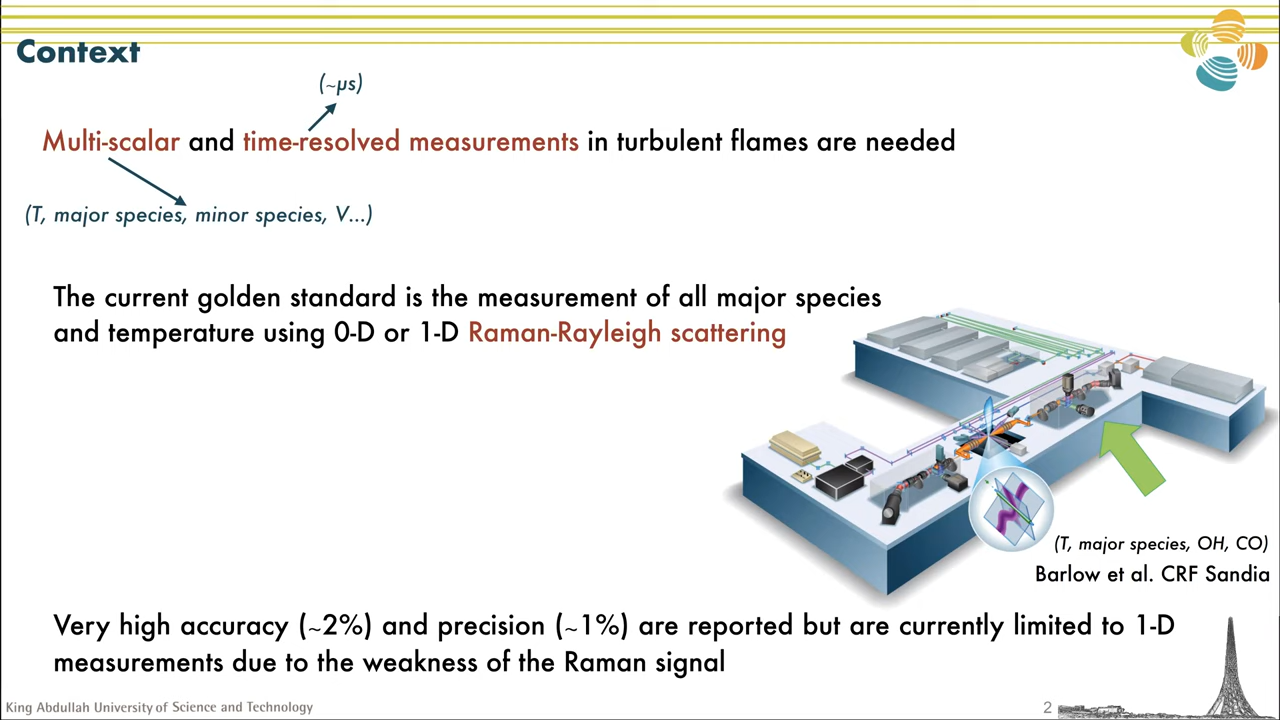 Context
(~µs)
Multi-scalar and time-resolved measurements in turbulent flames are needed
(T, major species, minor species, V...)
The current golden standard is the measurement of all major species
and temperature using 0-D or 1-D Raman-Rayleigh scattering
(T, major species, OH, CO)
Barlow et al. CRF Sandia
Very high accuracy (~2%) and precision (~1%) are reported but are currently limited to 1-D
measurements due to the weakness of the Raman signal
King Abdullah University of Science and Technology
2